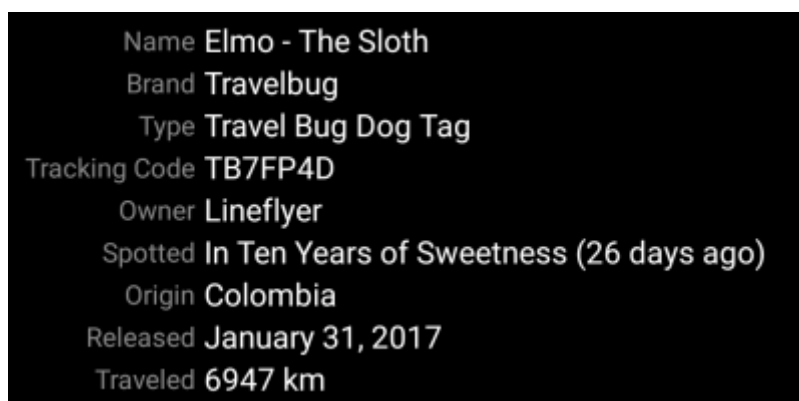 Name Elmo - The Sloth
Brand Travelbug
Type Travel Bug Dog Tag
Tracking Code TB7FP4D
Owner Lineflyer
Spotted In Ten Years of Sweetness (26 days ago)
Origin Colombia
Released January 31, 2017
Traveled 6947 km